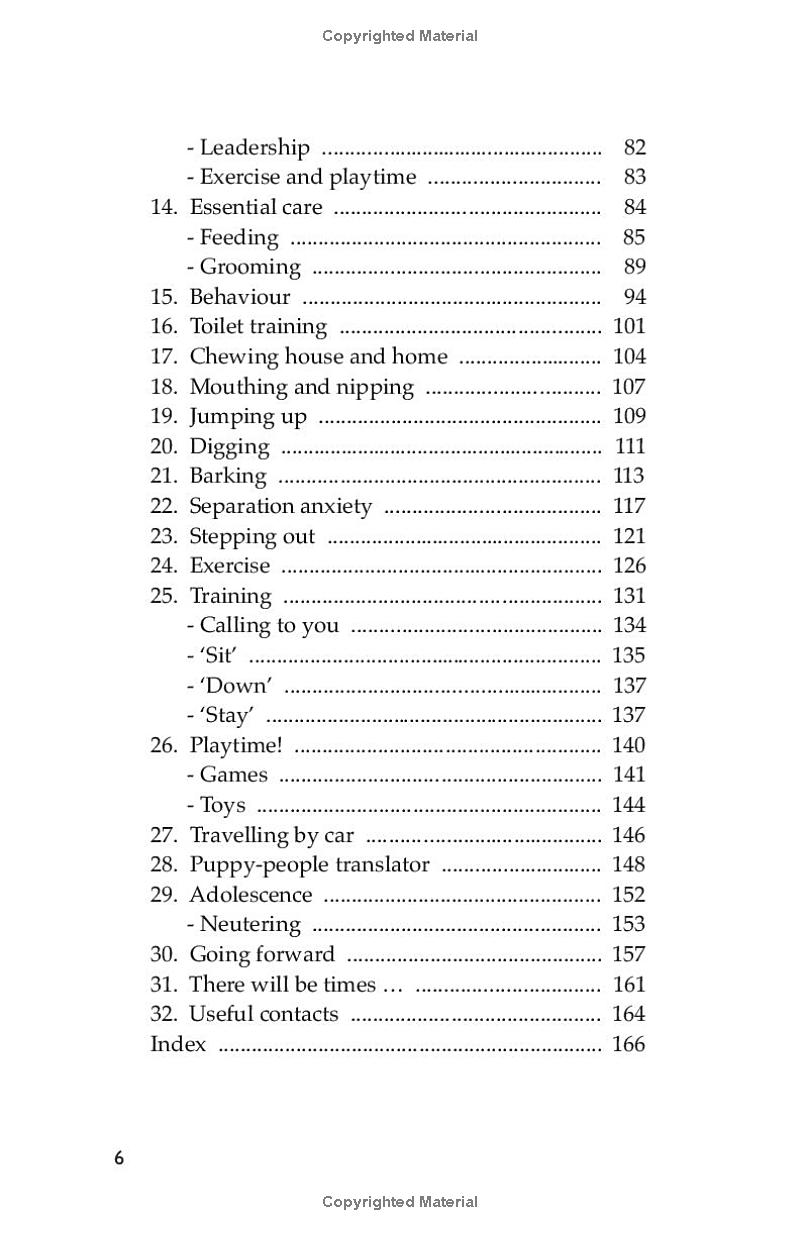 Copyrighted Material
- Leadership .................................................. 82
- Exercise and playtime ............................... 83
14. Essential care ................................................ 84
- Feeding ....................................................... 85
- Grooming .................................................... 89
15. Behaviour ..................................................... 94
16. Toilet training ............................................... 101
17. Chewing house and home ......................... 104
18. Mouthing and nipping ............................... 107
19. Jumping up .................................................. 109
20. Digging ......................................................... 111
21. Barking ......................................................... 113
22. Separation anxiety ....................................... 117
23. Stepping out ................................................. 121
24. Exercise ......................................................... 126
25. Training ........................................................ 131
- Calling to you ............................................. 134
- ‘Sit’ ............................................................... 135
- ‘Down’ ........................................................ 137
- ‘Stay’ ............................................................ 137
26. Playtime! ...................................................... 140
- Games ......................................................... 141
- Toys ............................................................. 144
27. Travelling by car .......................................... 146
28. Puppy-people translator ............................. 148
29. Adolescence ................................................. 152
- Neutering .................................................... 153
30. Going forward ............................................. 157
31. There will be times … ................................. 161
32. Useful contacts ............................................ 164
Index .................................................................... 166
6
Copyrighted Material